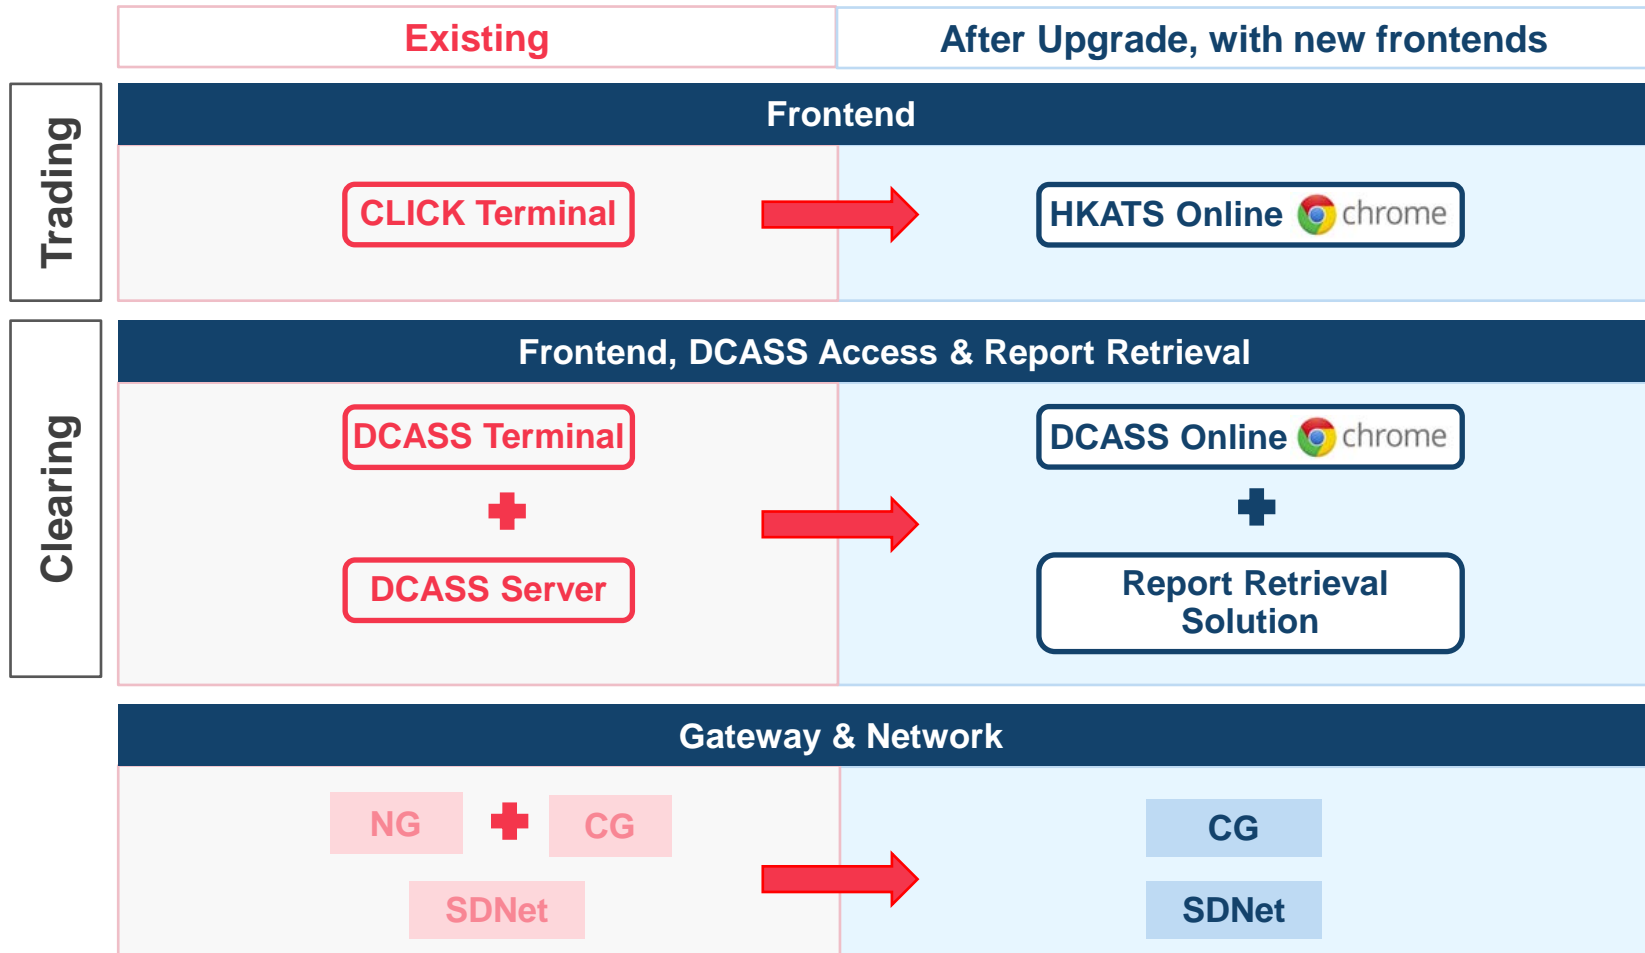 Existing
After Upgrade, with new frontends
Trading
Frontend
CLICK Terminal
HKATS Online chrome
Clearing
Frontend, DCASS Access & Report Retrieval
DCASS Terminal
DCASS Online chrome
DCASS Server
Report Retrieval
Solution
Gateway & Network
NG
CG
CG
SDNet
SDNet